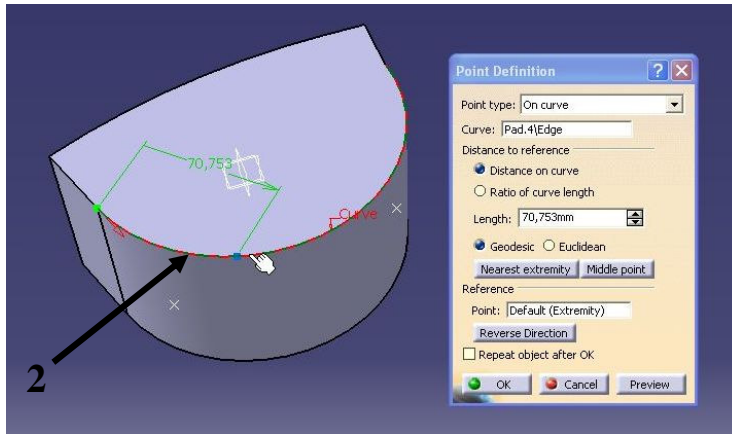 70,753
Curve
2
Point Definition
Point type: On curve
Curve: Pad.4\Edge
Distance to reference
Distance on curve
Ratio of curve length
Length: 70,753mm
Geodesic Euclidean
Nearest extremity Middle point
Reference
Point: Default (Extremity)
Reverse Direction
Repeat object after OK
OK Cancel Preview